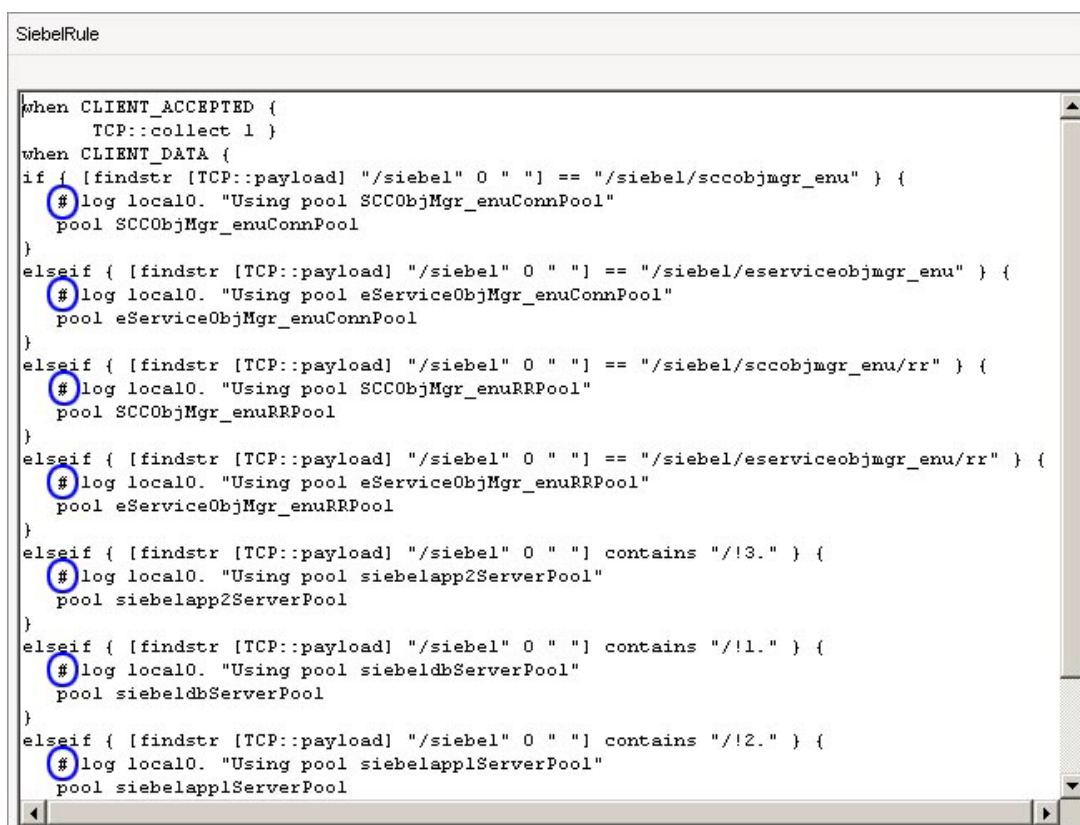 SiebelRule
when CLIENT_ACCEPTED {
TCP::collect 1 }
when CLIENT_DATA {
if { [findstr [TCP::payload] "/siebel" 0 " "] == "/siebel/sccobjmgr_enu" } {
# log local0. "Using pool SCCObjMgr_enuConnPool"
pool SCCObjMgr_enuConnPool
}
elseif { [findstr [TCP::payload] "/siebel" 0 " "] == "/siebel/eserviceobjmgr_enu" } {
# log local0. "Using pool eServiceObjMgr_enuConnPool"
pool eServiceObjMgr_enuConnPool
}
elseif { [findstr [TCP::payload] "/siebel" 0 " "] == "/siebel/sccobjmgr_enu/rr" } {
# log local0. "Using pool SCCObjMgr_enuRRPool"
pool SCCObjMgr_enuRRPool
}
elseif { [findstr [TCP::payload] "/siebel" 0 " "] == "/siebel/eserviceobjmgr_enu/rr" } {
# log local0. "Using pool eServiceObjMgr_enuRRPool"
pool eServiceObjMgr_enuRRPool
}
elseif { [findstr [TCP::payload] "/siebel" 0 " "] contains "/!3." } {
# log local0. "Using pool siebelapp2ServerPool"
pool siebelapp2ServerPool
}
elseif { [findstr [TCP::payload] "/siebel" 0 " "] contains "/!1." } {
# log local0. "Using pool siebeldbServerPool"
pool siebeldbServerPool
}
elseif { [findstr [TCP::payload] "/siebel" 0 " "] contains "/!2." } {
# log local0. "Using pool siebelapp1ServerPool"
pool siebelapp1ServerPool